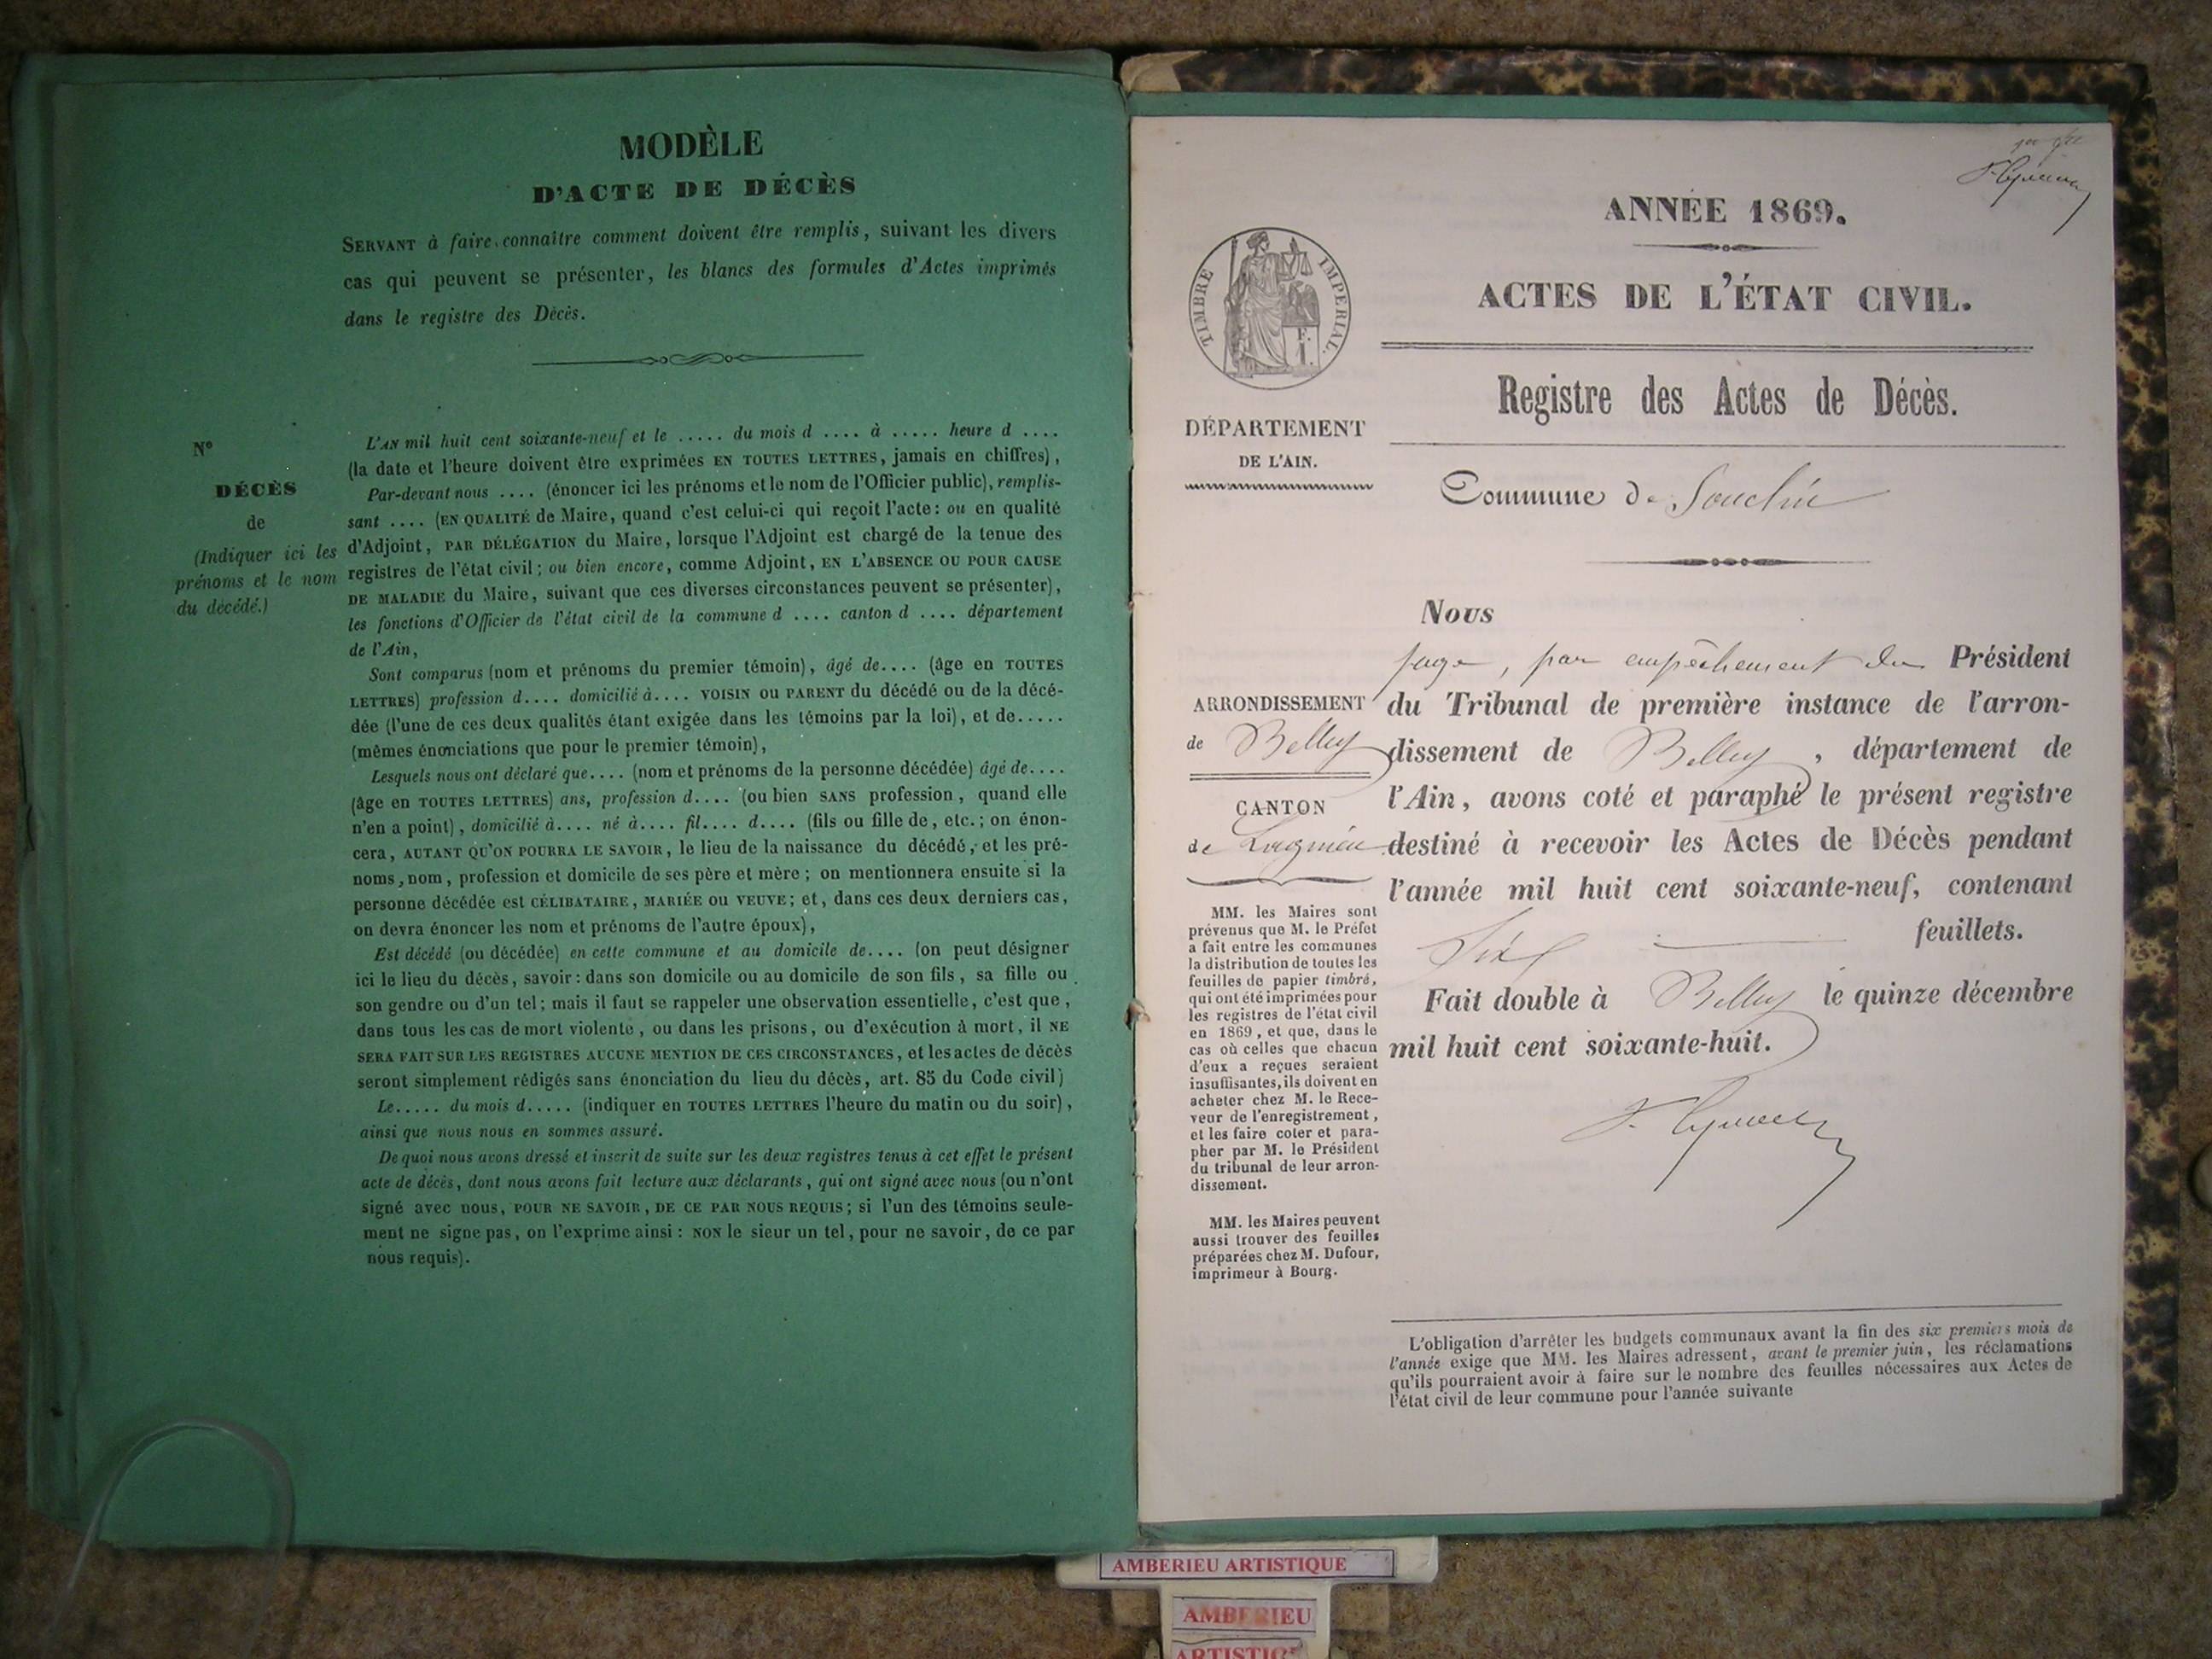 MODÈLE
D'ACTE DE DÉCÈS
SERVANT à faire connaître comment doivent être remplis, suivant les divers
cas qui peuvent se présenter, les blancs des formules d'Actes imprimés
dans le registre des Décès.
N°
DÉCÈS
de
(Indiquer ici les
prénoms et le nom
du décédé.)
L'AN mil huit cent soixante-neuf et le ..... du mois d .... à ..... heure d ....
(la date et l'heure doivent être exprimées EN TOUTES LETTRES, jamais en chiffres),
Par-devant nous .... (énoncer ici les prénoms et le nom de l'Officier public), remplis-
sant .... (EN QUALITÉ de Maire, quand c'est celui-ci qui reçoit l'acte: ou en qualité
d'Adjoint, PAR DÉLÉGATION du Maire, lorsque l'Adjoint est chargé de la tenue des
registres de l'état civil; ou bien encore, comme Adjoint, EN L'ABSENCE OU POUR CAUSE
DE MALADIE du Maire, suivant que ces diverses circonstances peuvent se présenter),
les fonctions d'Officier de l'état civil de la commune d .... canton d .... département
de l'Ain,
Sont comparus (nom et prénoms du premier témoin), âgé de.... (âge en TOUTES
LETTRES) profession d.... domicilié à.... VOISIN OU PARENT du décédé ou de la décé-
dée (l'une de ces deux qualités étant exigée dans les témoins par la loi), et de.....
(mêmes énonciations que pour le premier témoin),
Lesquels nous ont déclaré que.... (nom et prénoms de la personne décédée) âgé de....
(âge en TOUTES LETTRES) ans, profession d.... (ou bien SANS profession, quand elle
n'en a point), domicilié à.... né à.... fil.... d.... (fils ou fille de, etc.; on énon-
cera, AUTANT QU'ON POURRA LE SAVOIR, le lieu de la naissance du décédé, et les pré-
noms, nom, profession et domicile de ses père et mère; on mentionnera ensuite si la
personne décédée est CÉLIBATAIRE, MARIÉE OU VEUVE; et, dans ces deux derniers cas,
on devra énoncer les nom et prénoms de l'autre époux),
Est décédé (ou décédée) en cette commune et au domicile de.... (on peut désigner
ici le lieu du décès, savoir: dans son domicile ou au domicile de son fils, sa fille ou
son gendre ou d'un tel; mais il faut se rappeler une observation essentielle, c'est que,
dans tous les cas de mort violente, ou dans les prisons, ou d'exécution à mort, il NE
SERA FAIT SUR LES REGISTRES AUCUNE MENTION DE CES CIRCONSTANCES, et les actes de décès
seront simplement rédigés sans énonciation du lieu du décès, art. 85 du Code civil)
Le..... du mois d..... (indiquer en TOUTES LETTRES l'heure du matin ou du soir),
ainsi que nous nous en sommes assuré.
De quoi nous avons dressé et inscrit de suite sur les deux registres tenus à cet effet le présent
acte de décès, dont nous avons fait lecture aux déclarants, qui ont signé avec nous (ou n'ont
signé avec nous, POUR NE SAVOIR, DE CE PAR NOUS REQUIS; si l'un des témoins seule-
ment ne signe pas, on l'exprime ainsi: NON le sieur un tel, pour ne savoir, de ce par
nous requis).
ANNÉE 1869.
ACTES DE L'ÉTAT CIVIL.
TIMBRE IMPERIAL.
F.
1.
Registre des Actes de Décès.
DÉPARTEMENT
DE L'AIN.
Commune de Souclin
Nous
juge, par empêchement du Président
du Tribunal de première instance de l'arron-
dissement de Belley, département de
l'Ain, avons coté et paraphé le présent registre
destiné à recevoir les Actes de Décès pendant
l'année mil huit cent soixante-neuf, contenant
Six feuillets.
Fait double à Belley le quinze décembre
mil huit cent soixante-huit.
ARRONDISSEMENT
de Belley
CANTON
de Lagnieu
MM. les Maires sont
prévenus que M. le Préfet
a fait entre les communes
la distribution de toutes les
feuilles de papier timbré,
qui ont été imprimées pour
les registres de l'état civil
en 1869, et que, dans le
cas où celles que chacun
d'eux a reçues seraient
insuffisantes, ils doivent en
acheter chez M. le Rece-
veur de l'enregistrement,
et les faire coter et para-
pher par M. le Président
du tribunal de leur arron-
dissement.
MM. les Maires peuvent
aussi trouver des feuilles
préparées chez M. Dufour,
imprimeur à Bourg.
L'obligation d'arrêter les budgets communaux avant la fin des six premiers mois de
l'année exige que MM. les Maires adressent, avant le premier juin, les réclamations
qu'ils pourraient avoir à faire sur le nombre des feuilles nécessaires aux Actes de
l'état civil de leur commune pour l'année suivante
AMBERIEU ARTISTIQUE
AMBERIEU
ARTISTIQUE